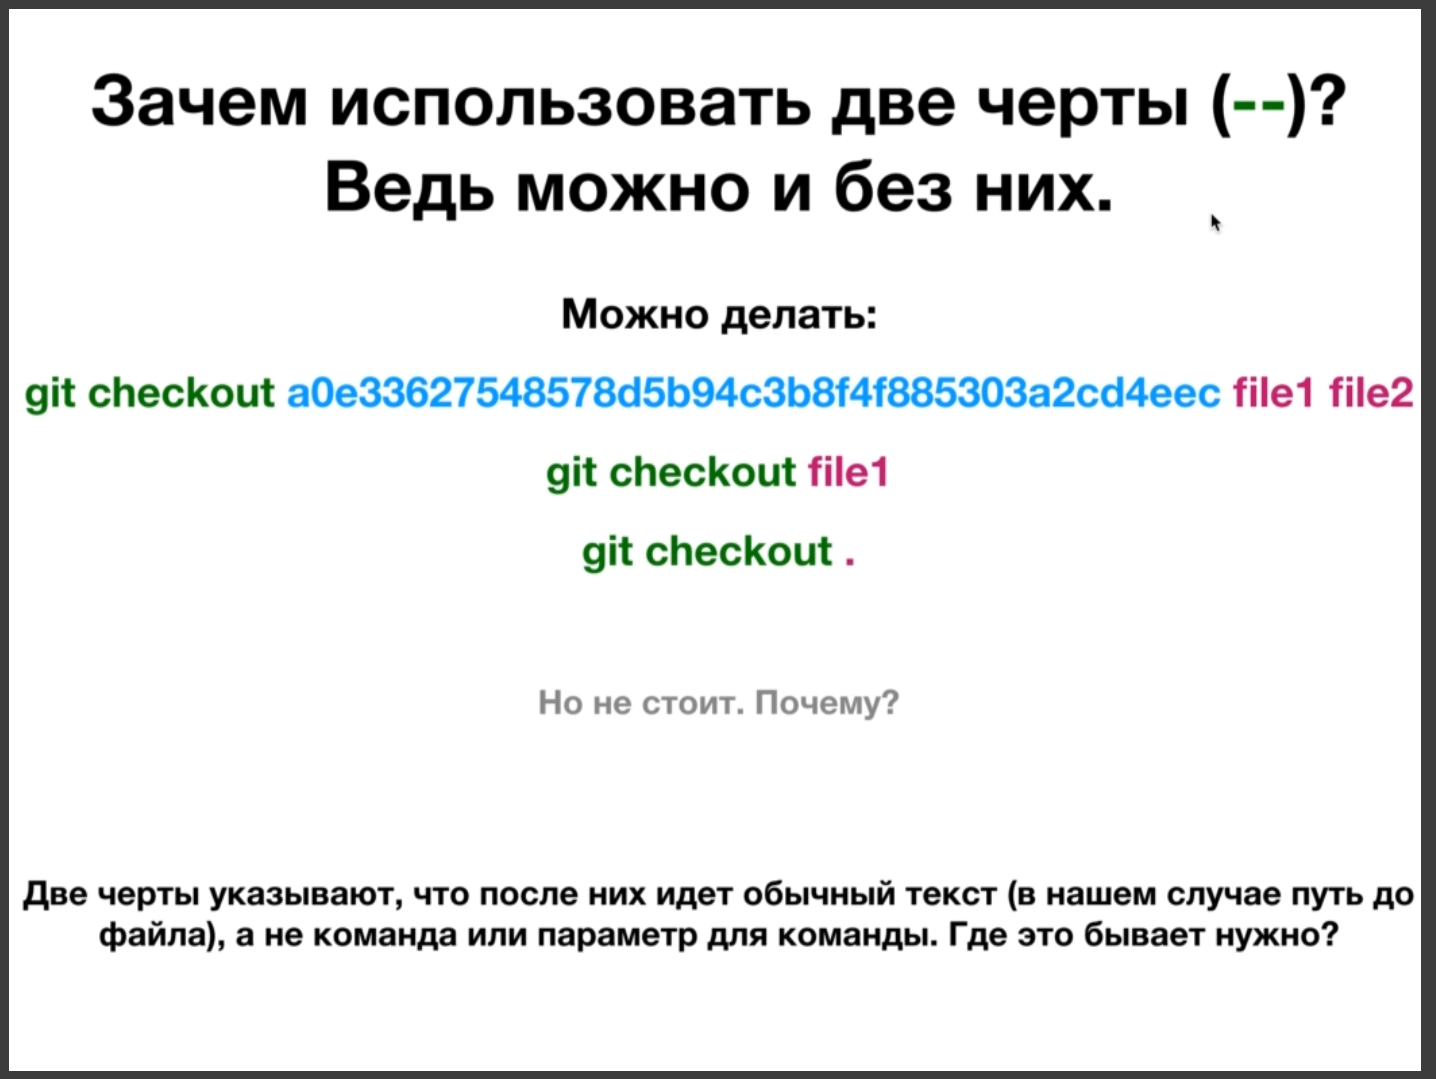 Зачем использовать две черты (--)?
Ведь можно и без них.
Можно делать:
git checkout a0e33627548578d5b94c3b8f4f885303a2cd4eec file1 file2
git checkout file1
git checkout .
Но не стоит. Почему?
Две черты указывают, что после них идет обычный текст (в нашем случае путь до
файла), а не команда или параметр для команды. Где это бывает нужно?